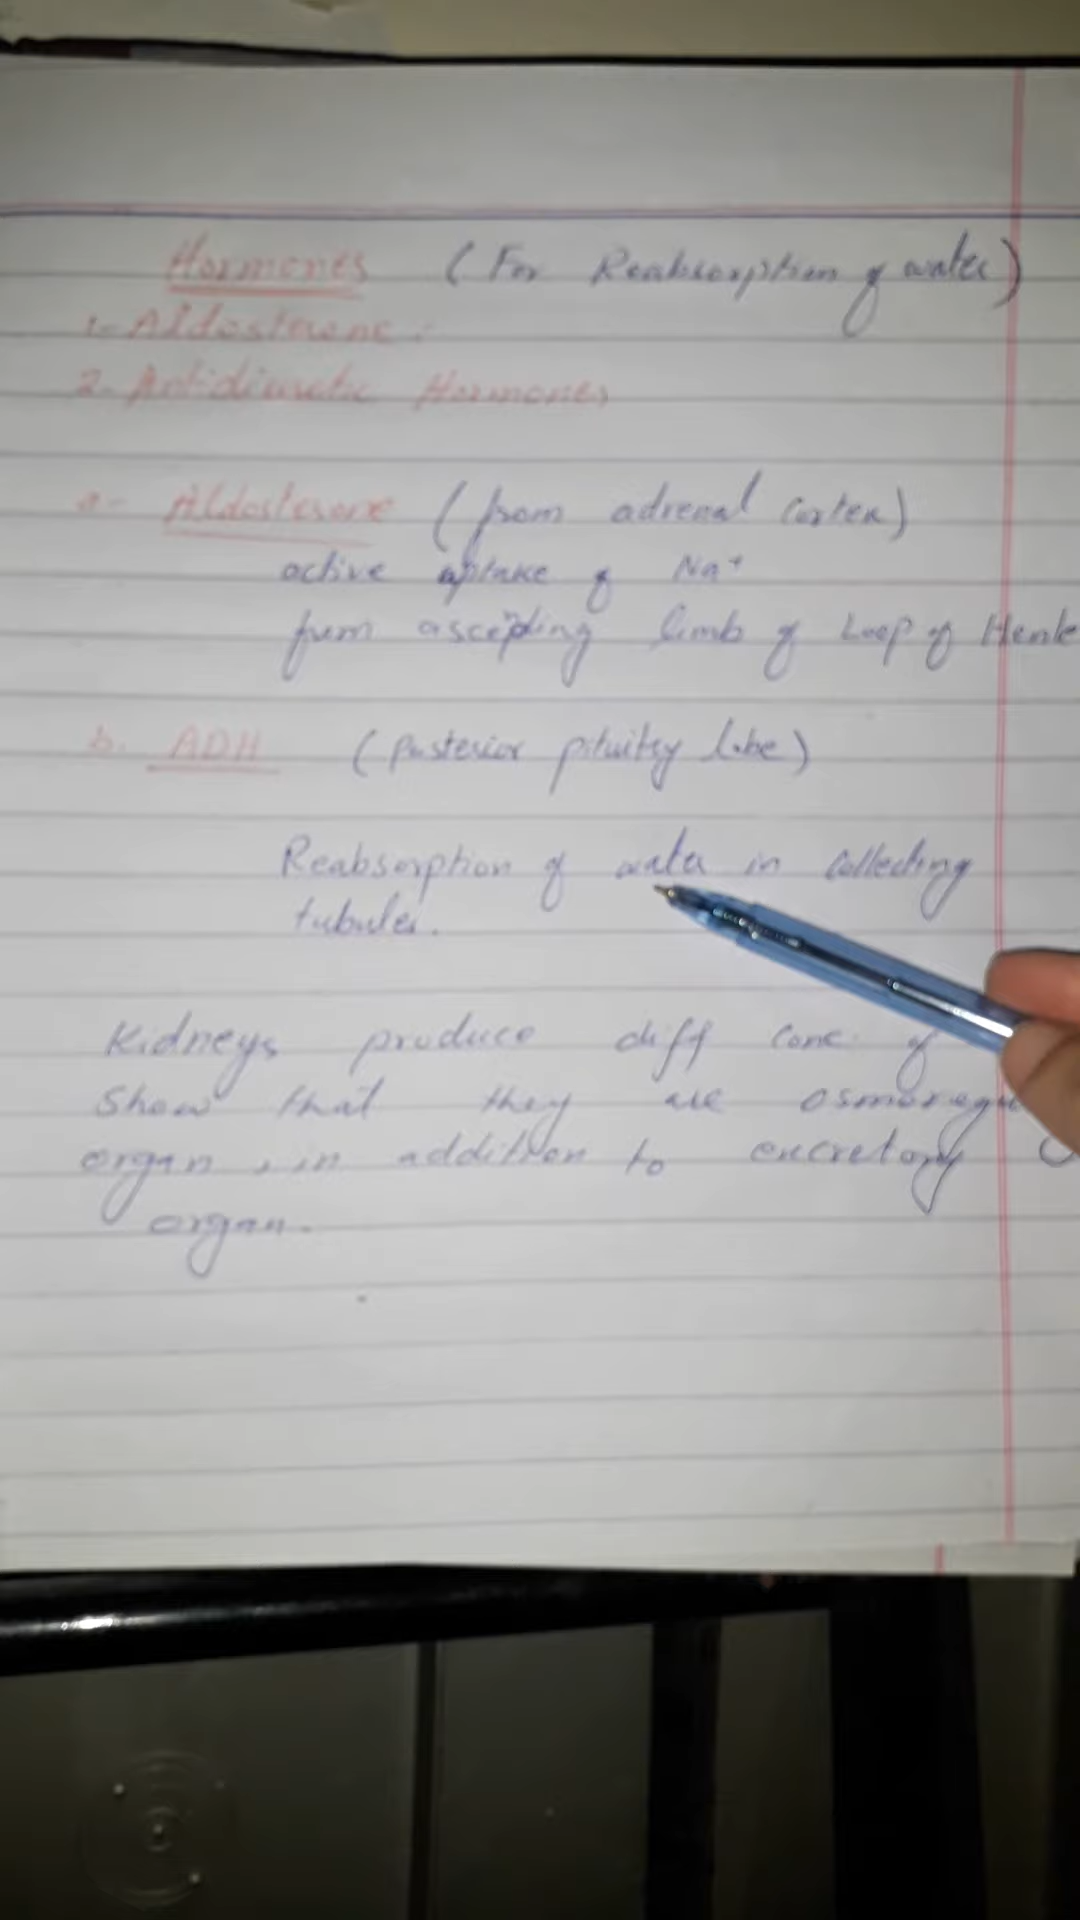 Hormones (For Reabsorption of water)
1- Aldosterone.
2- Antidiuretic Hormones
a- Aldosterone (from adrenal Cortex)
active uptake of Na+
from ascending limb of Loop of Henle
b. ADH (Posterior pituitry lobe)
Reabsorption of water in Collecting
tubules.
Kidneys produce diff conc. of
Show that they are osmoregu
organ, in addition to excretory
organ.